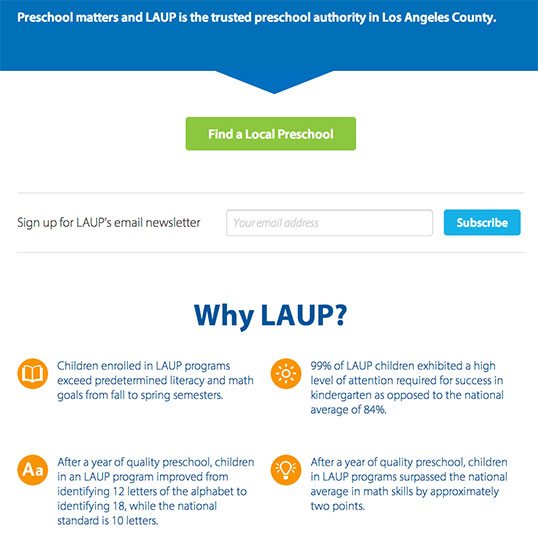 Preschool matters and LAUP is the trusted preschool authority in Los Angeles County.
Find a Local Preschool
Sign up for LAUP's email newsletter
Your email address
Subscribe
Why LAUP?
Children enrolled in LAUP programs
exceed predetermined literacy and math
goals from fall to spring semesters.
99% of LAUP children exhibited a high
level of attention required for success in
kindergarten as opposed to the national
average of 84%.
Aa
After a year of quality preschool, children
in an LAUP program improved from
identifying 12 letters of the alphabet to
identifying 18, while the national
standard is 10 letters.
After a year of quality preschool, children
in LAUP programs surpassed the national
average in math skills by approximately
two points.